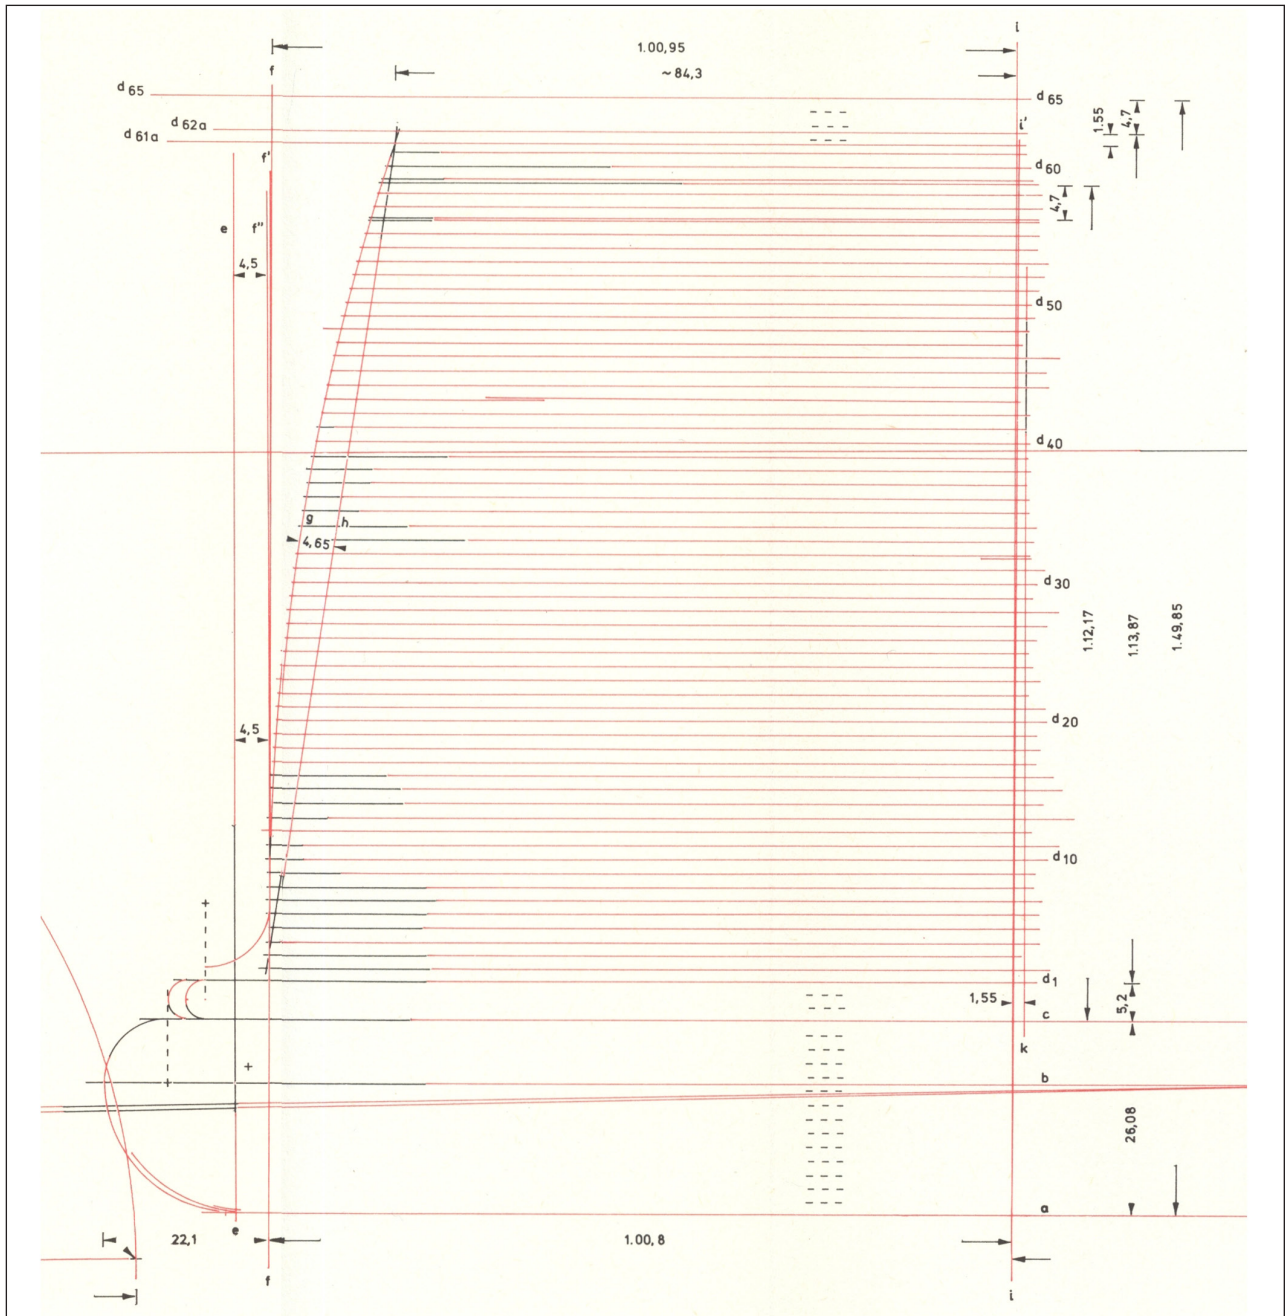 i
1.00,95
f
~84,3
d 65
d 65
d 62a
i'
1.55
4,7
d 61a
f'
d 60
4,7
e
f"
4,5
d 50
d 40
g
h
4,65
d 30
1.12,17
1.13,87
1.49,85
4,5
d 20
d 10
d 1
1,55
5,2
c
k
b
26,08
a
e
22,1
1.00,8
f
i